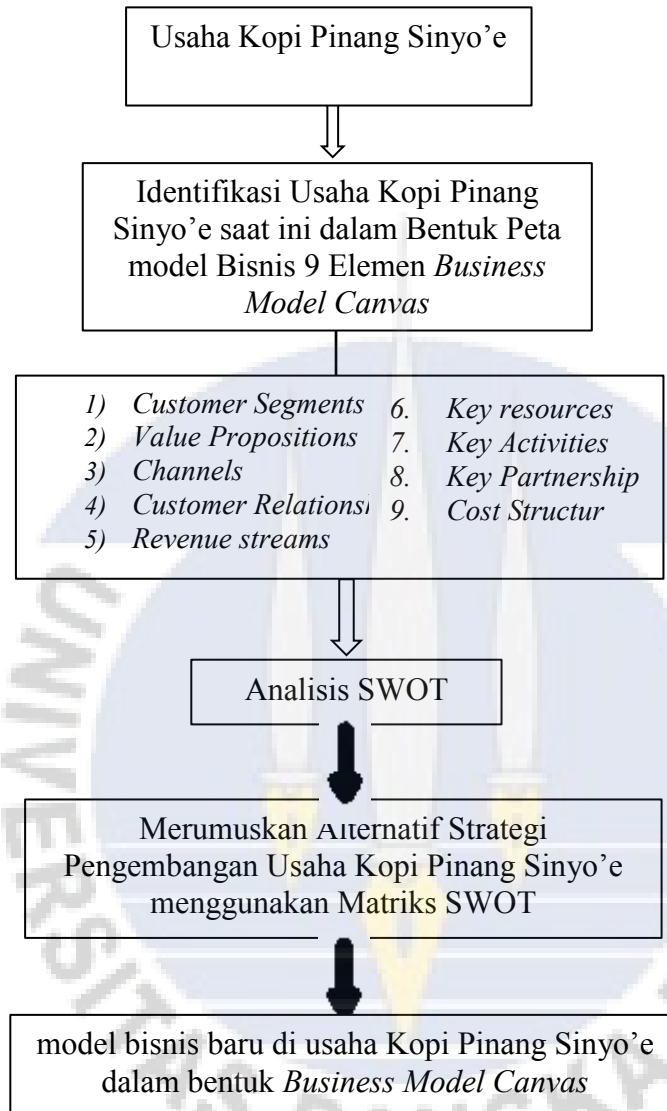 Usaha Kopi Pinang Sinyo’e
Identifikasi Usaha Kopi Pinang
Sinyo’e saat ini dalam Bentuk Peta
model Bisnis 9 Elemen Business
Model Canvas
1) Customer Segments
2) Value Propositions
3) Channels
4) Customer Relationsl
5) Revenue streams
6. Key resources
7. Key Activities
8. Key Partnership
9. Cost Structur
Analisis SWOT
Merumuskan Alternatif Strategi
Pengembangan Usaha Kopi Pinang Sinyo’e
menggunakan Matriks SWOT
model bisnis baru di usaha Kopi Pinang Sinyo’e
dalam bentuk Business Model Canvas